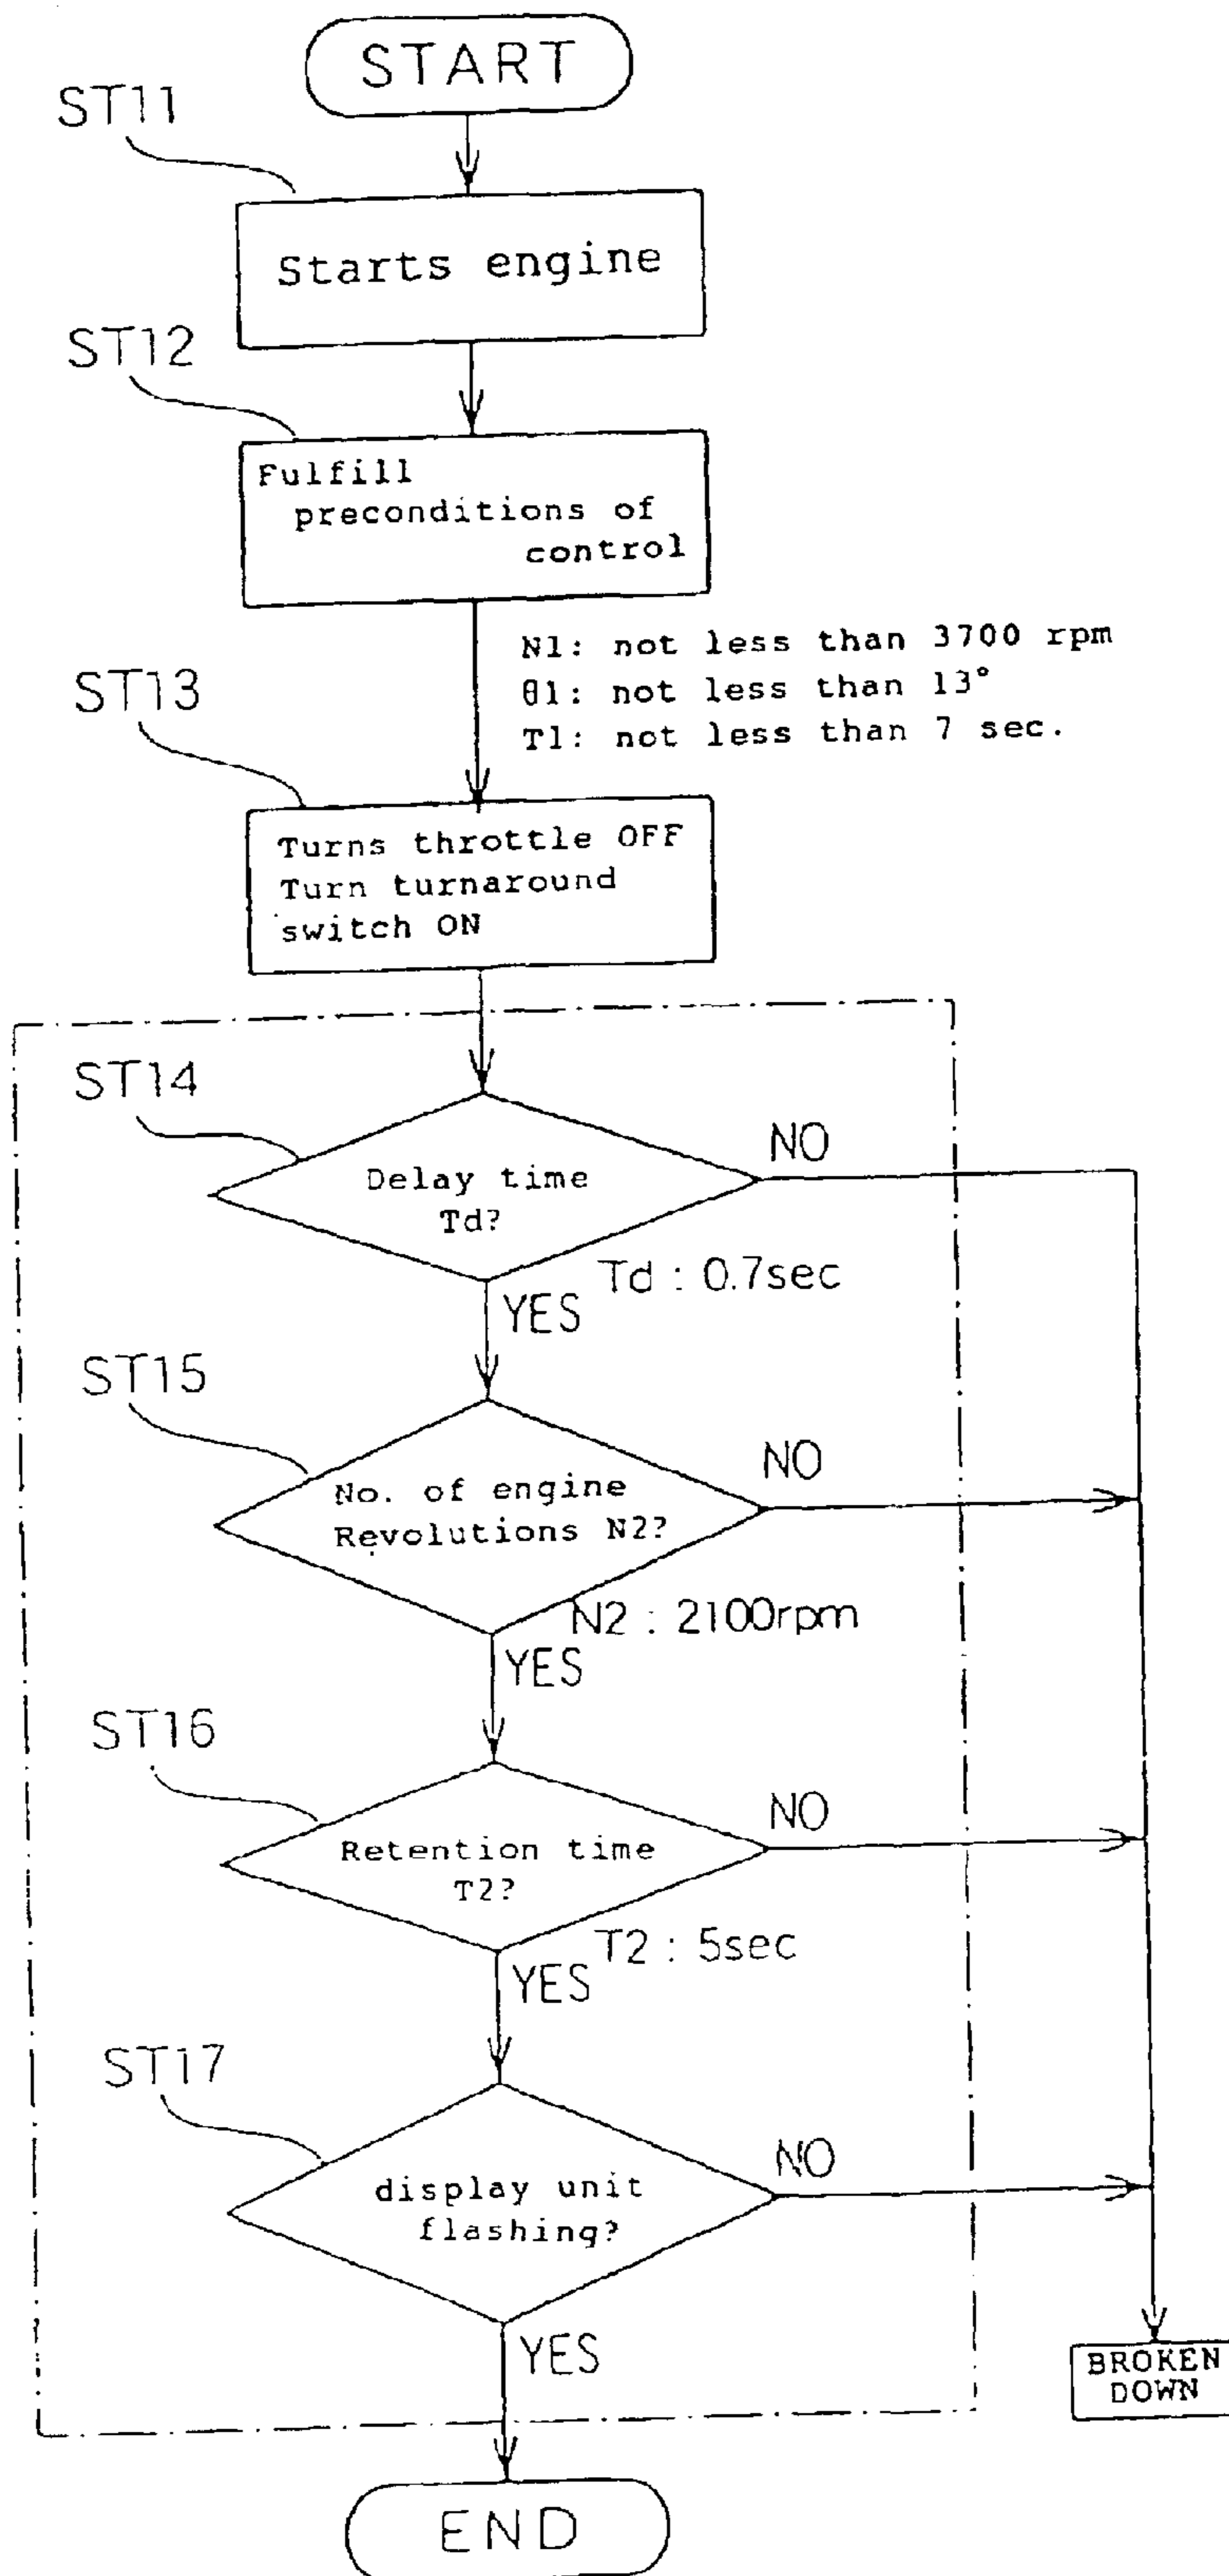 START
ST11
Starts engine
ST12
Fulfill
preconditions of
control
N1: not less than 3700 rpm
θ1: not less than 13°
T1: not less than 7 sec.
ST13
Turns throttle OFF
Turn turnaround
switch ON
ST14
Delay time
Td?
NO
Td : 0.7sec
YES
ST15
No. of engine
Revolutions N2?
NO
N2 : 2100rpm
YES
ST16
Retention time
T2?
NO
T2 : 5sec
YES
ST17
display unit
flashing?
NO
YES
BROKEN
DOWN
END